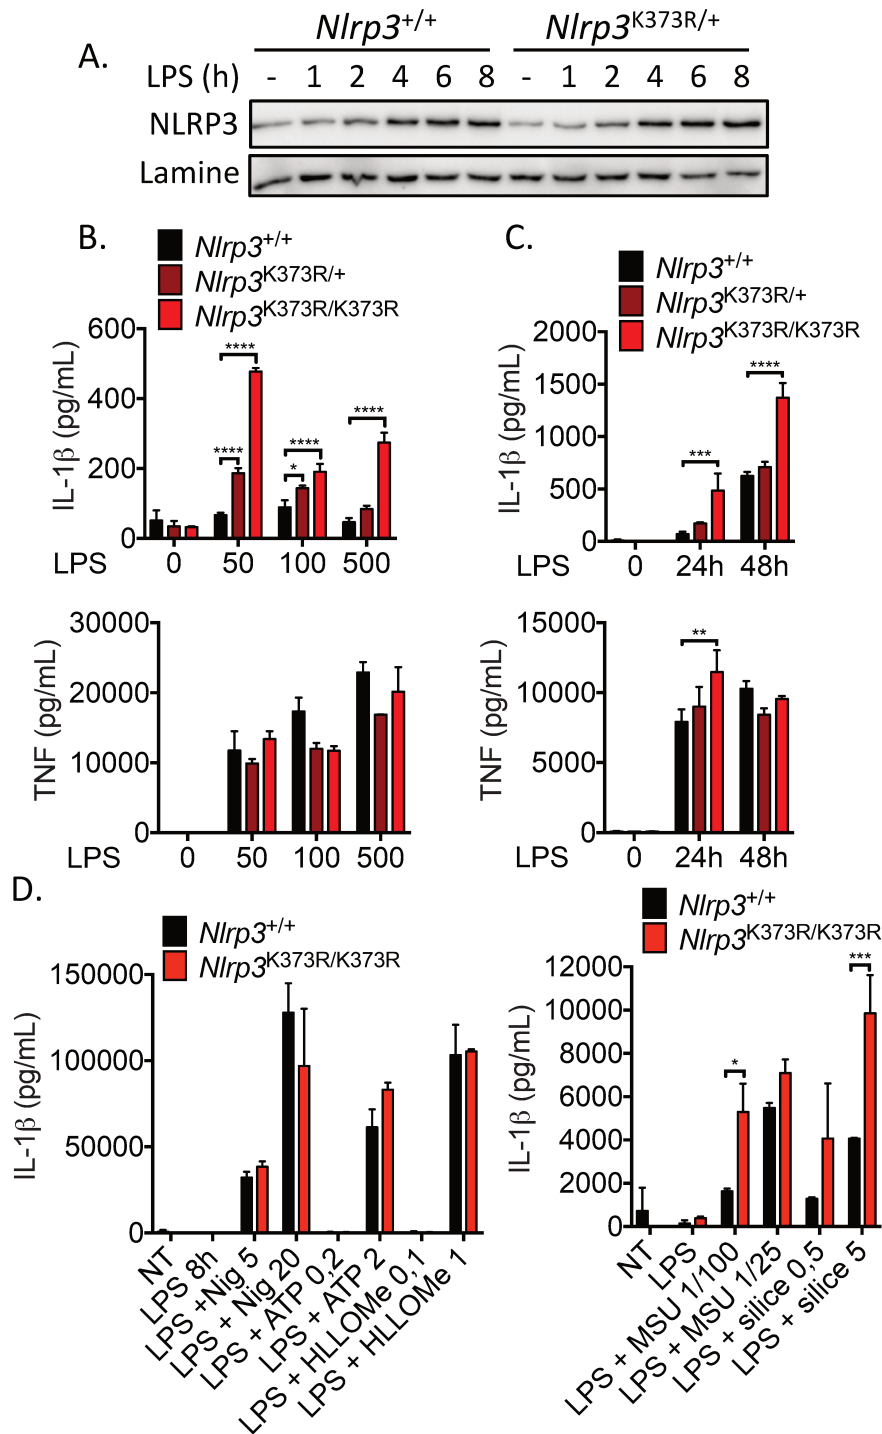 A.
Nlrp3+/+ Nlrp3K373R/+
LPS (h) - 1 2 4 6 8 - 1 2 4 6 8
NLRP3
Lamine
B.
Nlrp3+/+
Nlrp3K373R/+
Nlrp3K373R/K373R
IL-1β (pg/mL)
600
400
200
0
**** **** * **** ****
LPS 0 50 100 500
TNF (pg/mL)
30000
20000
10000
0
LPS 0 50 100 500
C.
Nlrp3+/+
Nlrp3K373R/+
Nlrp3K373R/K373R
IL-1β (pg/mL)
2000
1500
1000
500
0
*** ****
LPS 0 24h 48h
TNF (pg/mL)
15000
10000
5000
0
**
LPS 0 24h 48h
D.
Nlrp3+/+
Nlrp3K373R/K373R
IL-1β (pg/mL)
150000
100000
50000
0
NT
LPS 8h
LPS +Nig 5
LPS + Nig 20
LPS + ATP 0,2
LPS + ATP 2
LPS + HLLOMe 0,1
LPS + HLLOMe 1
Nlrp3+/+
Nlrp3K373R/K373R
IL-1β (pg/mL)
12000
10000
8000
6000
4000
2000
0
* ***
NT
LPS
LPS + MSU 1/100
LPS + MSU 1/25
LPS + silice 0,5
LPS + silice 5